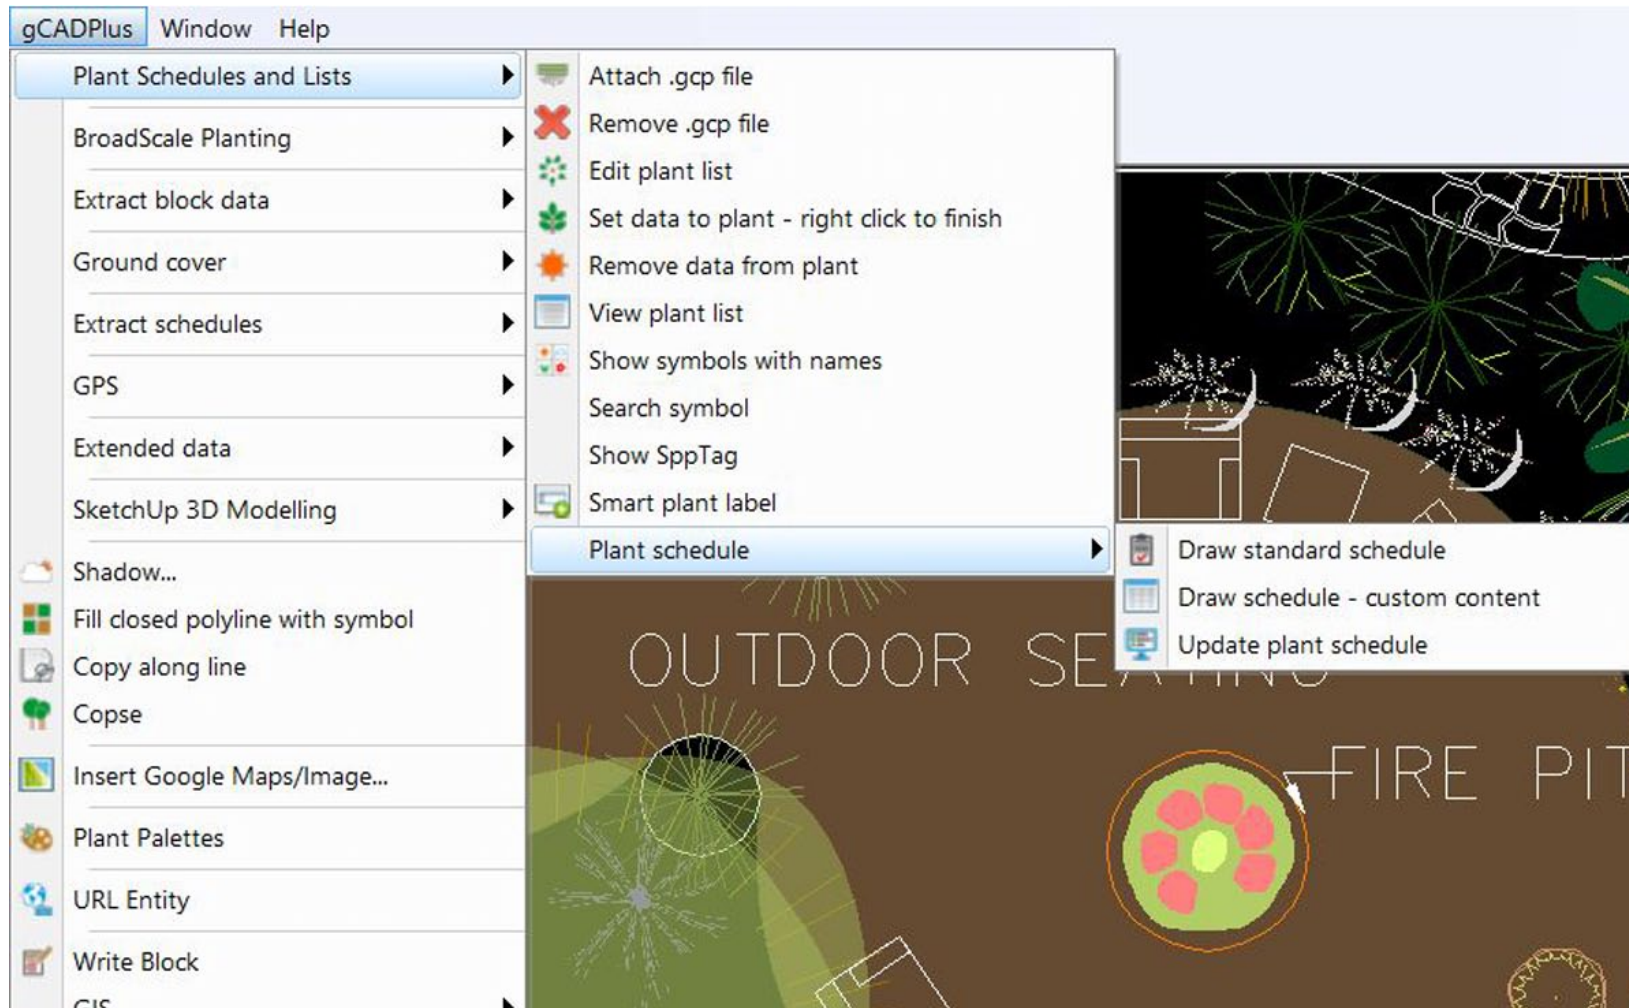 gCADPlus Window Help
Plant Schedules and Lists
BroadScale Planting
Extract block data
Ground cover
Extract schedules
GPS
Extended data
SketchUp 3D Modelling
Shadow...
Fill closed polyline with symbol
Copy along line
Copse
Insert Google Maps/Image...
Plant Palettes
URL Entity
Write Block
GIS
Attach .gcp file
Remove .gcp file
Edit plant list
Set data to plant - right click to finish
Remove data from plant
View plant list
Show symbols with names
Search symbol
Show SppTag
Smart plant label
Plant schedule
Draw standard schedule
Draw schedule - custom content
Update plant schedule
OUTDOOR SEATING
FIRE PIT